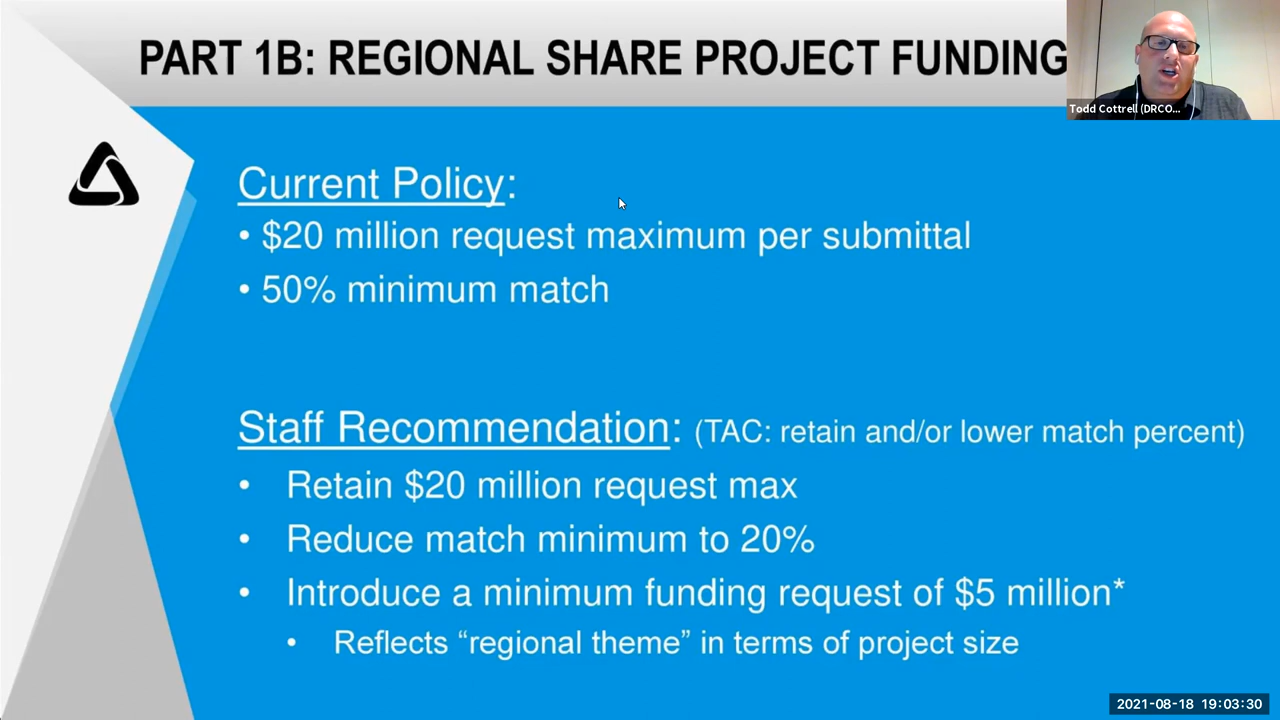 PART 1B: REGIONAL SHARE PROJECT FUNDING
Todd Cottrell (DRCO...
Current Policy:
• $20 million request maximum per submittal
• 50% minimum match
Staff Recommendation: (TAC: retain and/or lower match percent)
• Retain $20 million request max
• Reduce match minimum to 20%
• Introduce a minimum funding request of $5 million*
• Reflects “regional theme” in terms of project size
2021-08-18 19:03:30